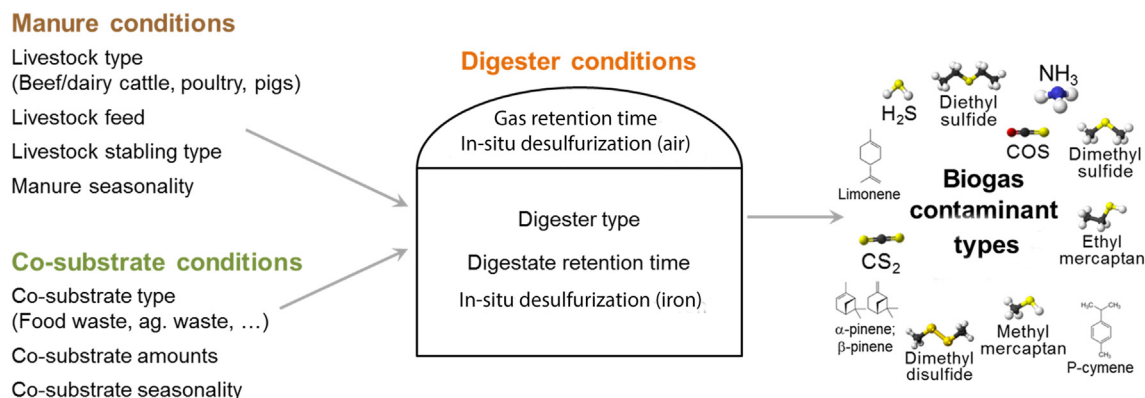 Manure conditions
Livestock type
(Beef/dairy cattle, poultry, pigs)
Livestock feed
Livestock stabling type
Manure seasonality
Co-substrate conditions
Co-substrate type
(Food waste, ag. waste, …)
Co-substrate amounts
Co-substrate seasonality
Digester conditions
Gas retention time
In-situ desulfurization (air)
Digester type
Digestate retention time
In-situ desulfurization (iron)
Biogas
contaminant
types
H₂S
Diethyl
sulfide
NH₃
COS
Dimethyl
sulfide
Limonene
Ethyl
mercaptan
CS₂
α-pinene;
β-pinene
Dimethyl
disulfide
Methyl
mercaptan
H₃C
CH₃
CH₃
P-cymene